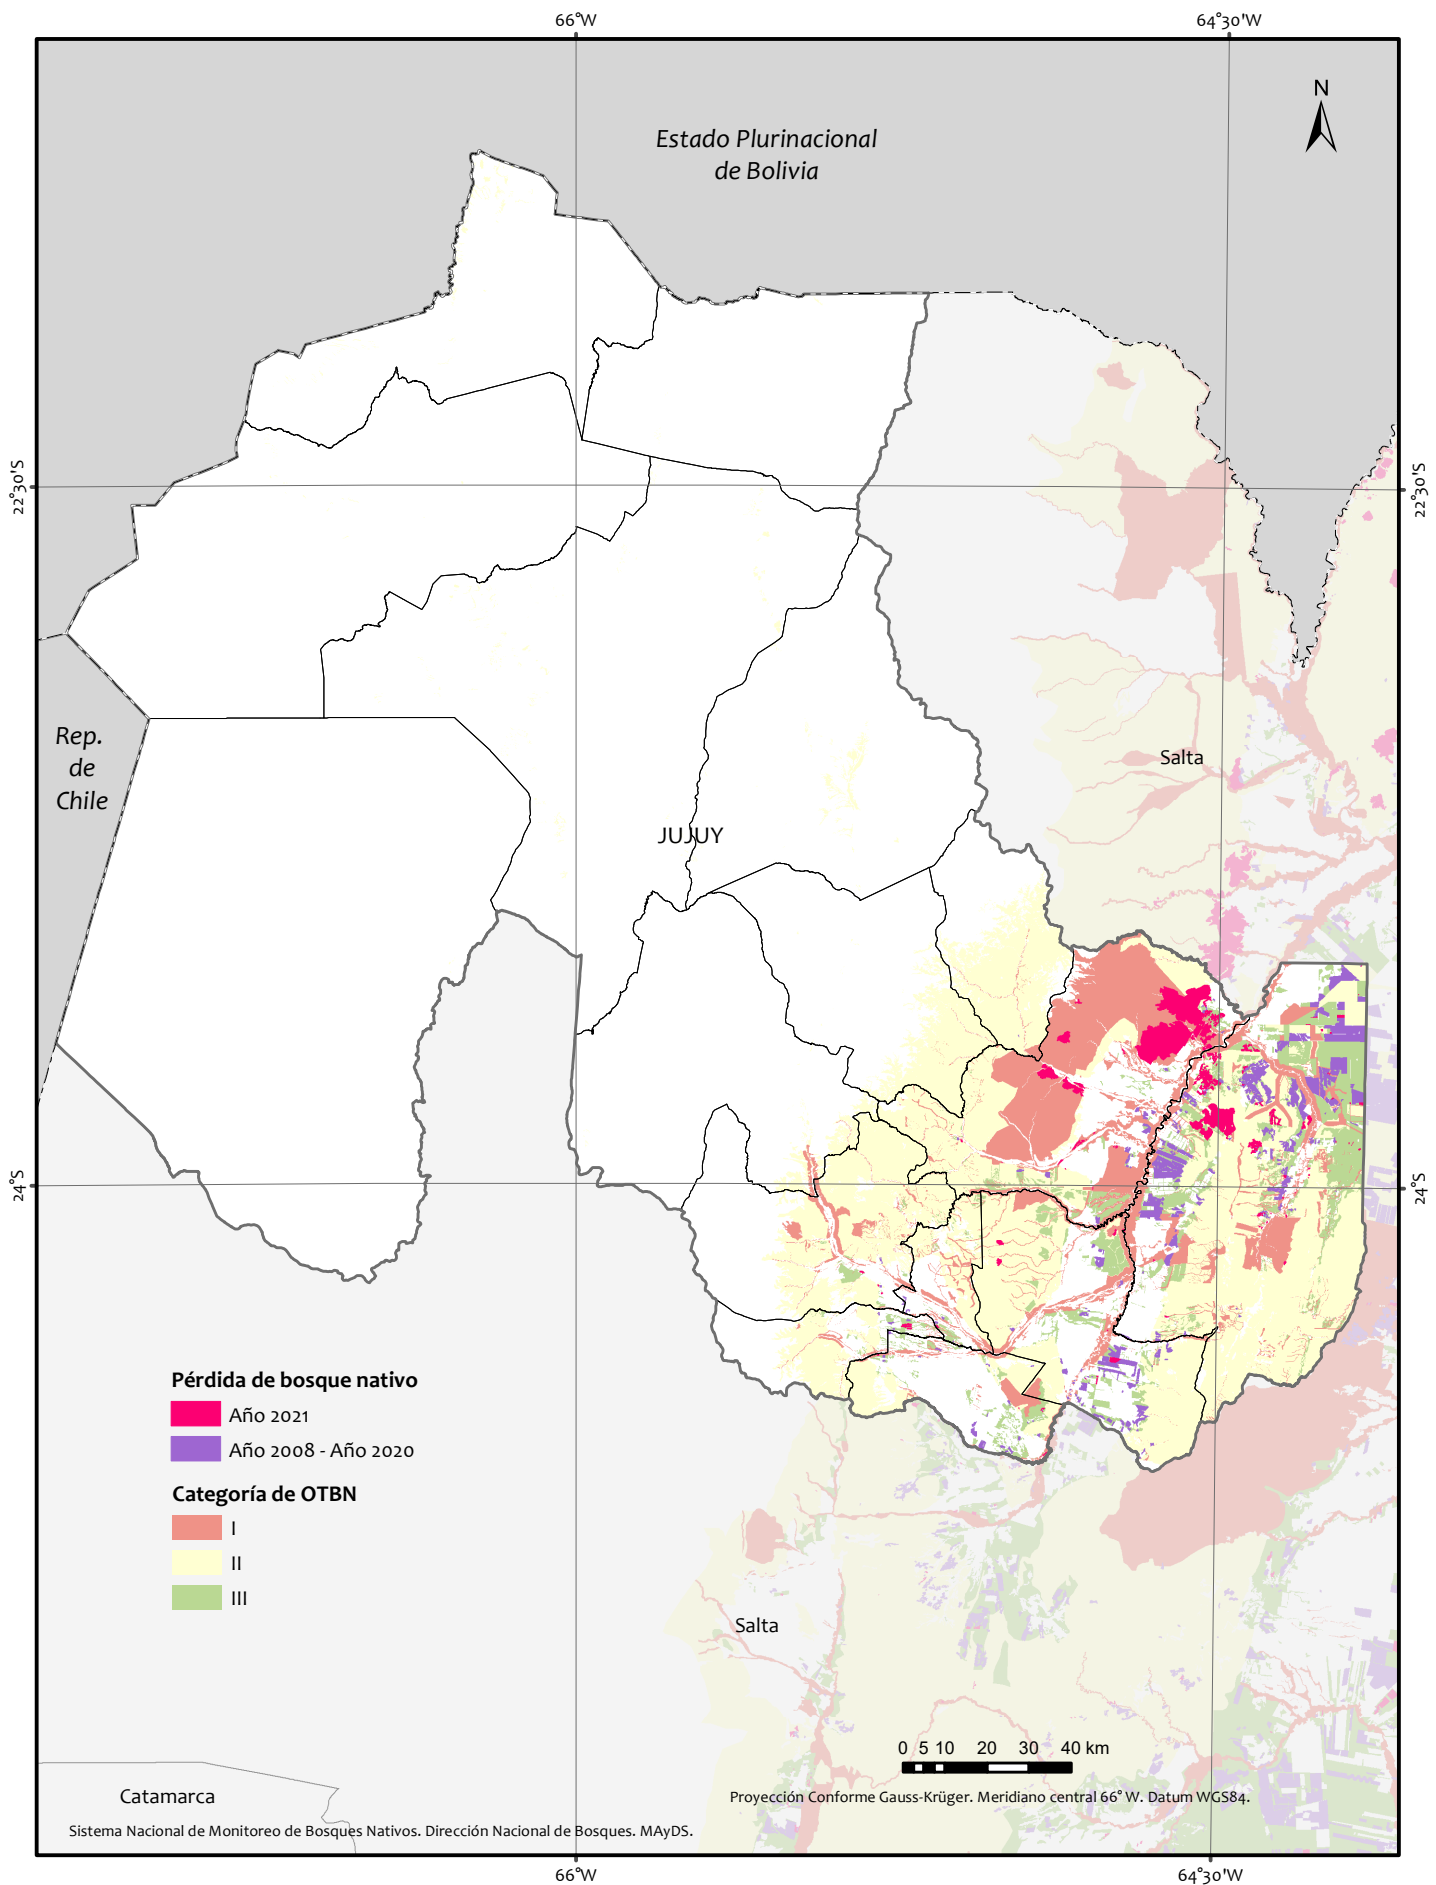 66°W
64°30'W
N
Estado Plurinacional
de Bolivia
22°30'S
22°30'S
Rep.
de
Chile
Salta
JUJUY
24°S
24°S
Pérdida de bosque nativo
Año 2021
Año 2008 - Año 2020
Categoría de OTBN
I
II
III
Salta
0 5 10 20 30 40 km
Catamarca
Proyección Conforme Gauss-Krüger. Meridiano central 66° W. Datum WGS84.
Sistema Nacional de Monitoreo de Bosques Nativos. Dirección Nacional de Bosques. MAyDS.
66°W
64°30'W